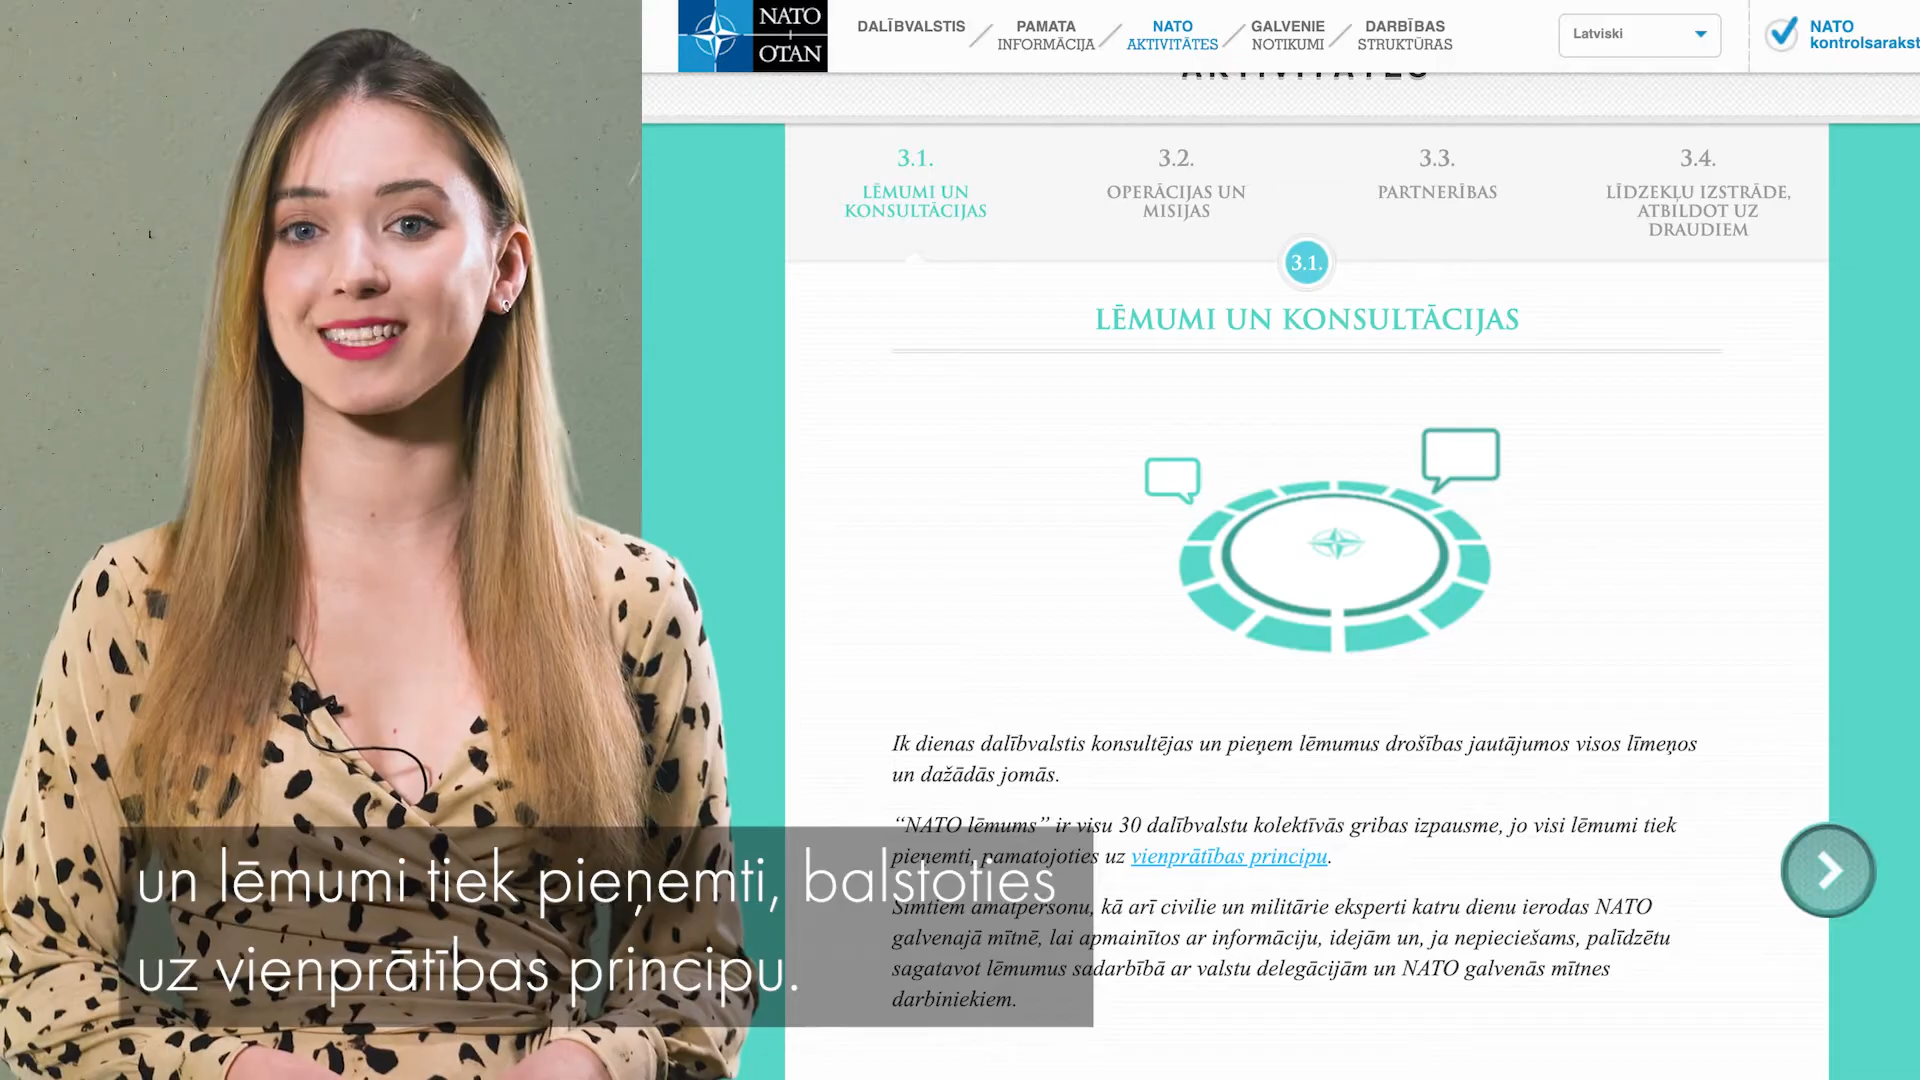 NATO
OTAN
DALĪBVALSTIS
PAMATA
INFORMĀCIJA
NATO
AKTIVITĀTES
GALVENIE
NOTIKUMI
DARBĪBAS
STRUKTŪRAS
Latviski
NATO
kontrolsarakst
AKTIVITĀTES
3.1.
LĒMUMI UN
KONSULTĀCIJAS
3.2.
OPERĀCIJAS UN
MISIJAS
3.3.
PARTNERĪBAS
3.4.
LĪDZEKĻU IZSTRĀDE,
ATBILDOT UZ
DRAUDIEM
3.1.
LĒMUMI UN KONSULTĀCIJAS
Ik dienas dalībvalstis konsultējas un pieņem lēmumus drošības jautājumos visos līmeņos
un dažādās jomās.
“NATO lēmums” ir visu 30 dalībvalstu kolektīvās gribas izpausme, jo visi lēmumi tiek
pieņemti, pamatojoties uz vienprātības principu.
Simtiem amatpersonu, kā arī civilie un militārie eksperti katru dienu ierodas NATO
galvenajā mītnē, lai apmainītos ar informāciju, idejām un, ja nepieciešams, palīdzētu
sagatavot lēmumus sadarbībā ar valstu delegācijām un NATO galvenās mītnes
darbiniekiem.
un lēmumi tiek pieņemti, balstoties
uz vienprātības principu.